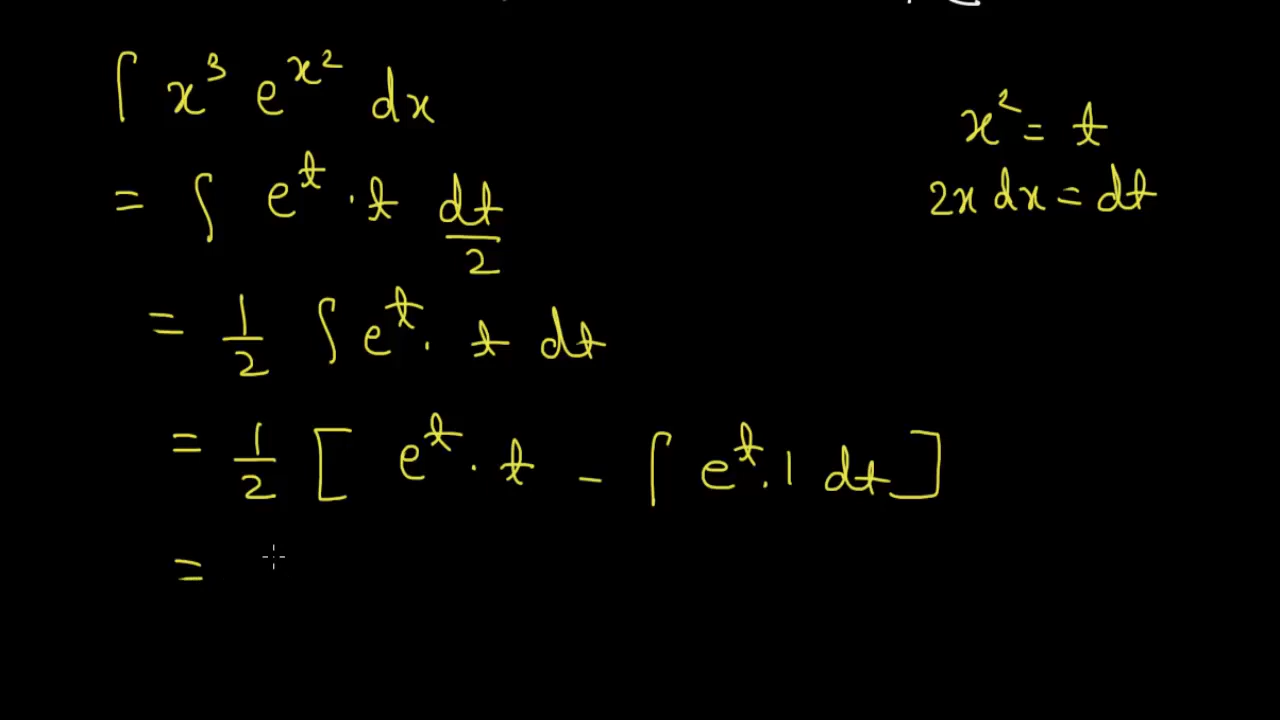 ∫ x³ e^{x²} dx
x² = t
= ∫ e^t · t dt/2
2x dx = dt
= 1/2 ∫ e^t · t dt
= 1/2 [ e^t · t - ∫ e^t . 1 dt ]
=